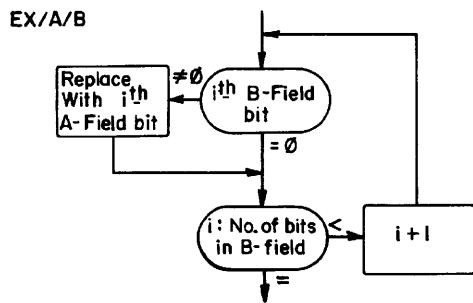 EX/A/B
Replace
With ith
A-Field bit
≠Ø
ith B-Field
bit
=Ø
i: No. of bits
in B-field
<
i+1
=